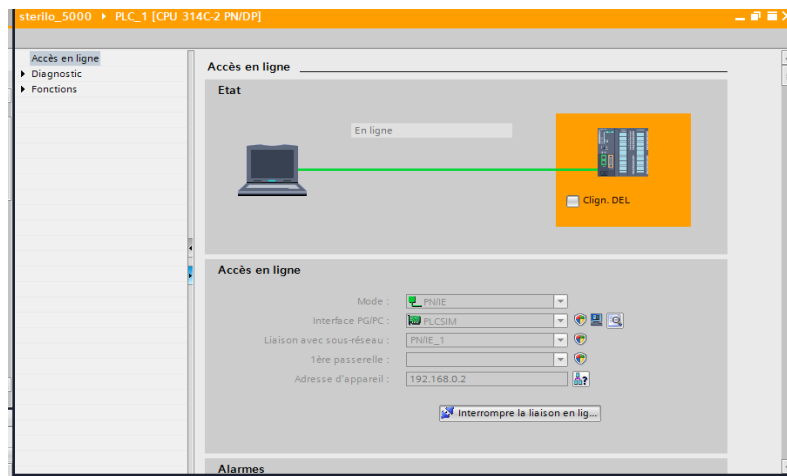 sterilo_5000 ▸ PLC_1 [CPU 314C-2 PN/DP]
Accès en ligne
Diagnostic
Fonctions
Accès en ligne
Etat
En ligne
Clign. DEL
Accès en ligne
Mode :
PN/IE
Interface PG/PC :
PLCSIM
Liaison avec sous-réseau :
PN/IE_1
1ère passerelle :
Adresse d'appareil :
192.168.0.2
Interrompre la liaison en lig...
Alarmes